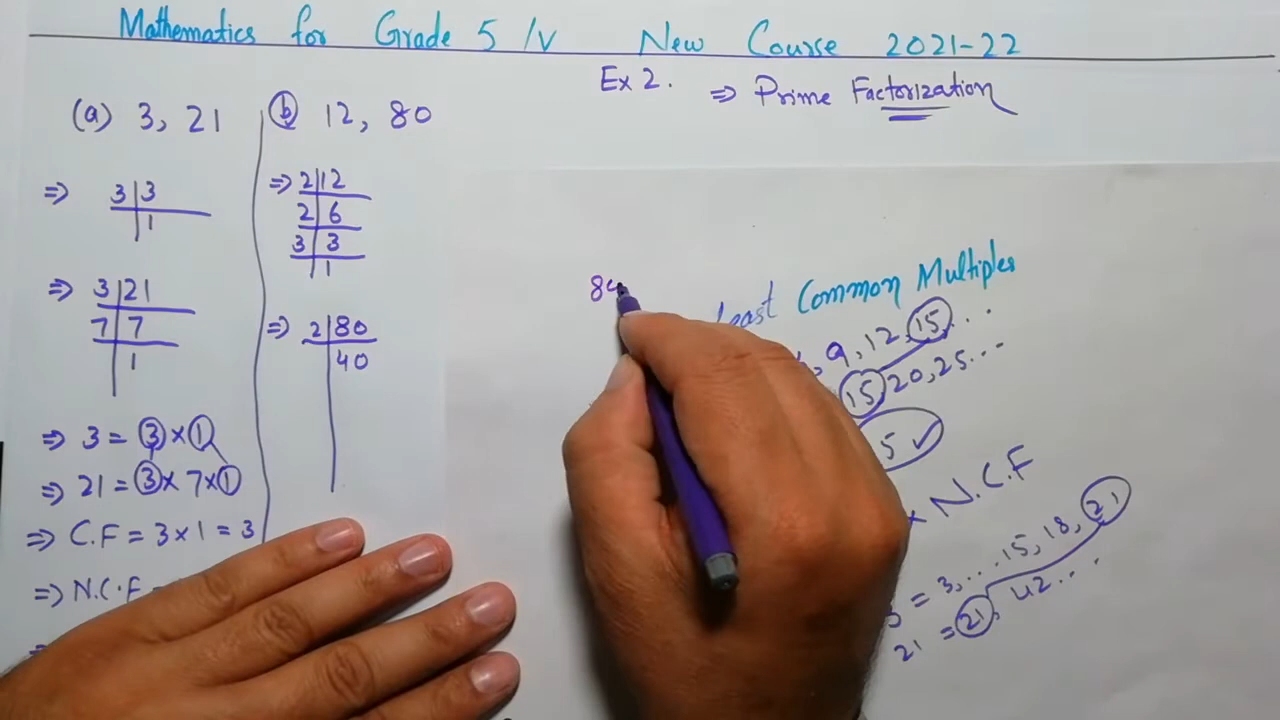 Mathematics for Grade 5 /V New Course 2021-22
Ex 2. ⇒ Prime Factorization
(a) 3, 21
⇒ 3 | 3
1
⇒ 3 | 21
7 | 7
1
⇒ 3 = 3 × 1
⇒ 21 = 3 × 7 × 1
⇒ C.F = 3 × 1 = 3
⇒ N.C.F =
(b) 12, 80
⇒ 2 | 12
2 | 6
3 | 3
1
⇒ 2 | 80
40
Least Common Multiples
, 9, 12, 15, ...
15, 20, 25...
5 ✓
× N.C.F
3 = 3, ... 15, 18, 21
21 = 21, 42...